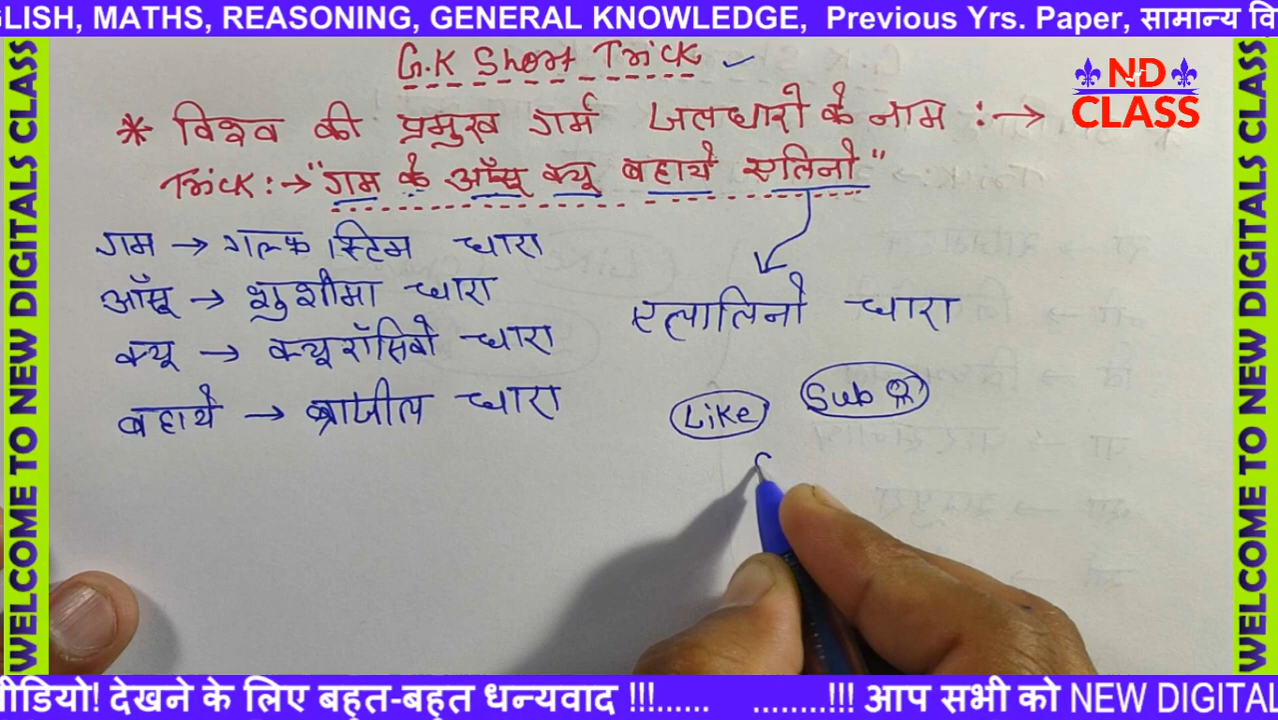 GLISH, MATHS, REASONING, GENERAL KNOWLEDGE, Previous Yrs. Paper, सामान्य वि
WELCOME TO NEW DIGITALS CLASS
ND
CLASS
G.K Short Trick
* विश्व की प्रमुख गर्म जलधारो के नाम :→
Trick :→ "गम के आँसू क्यू बहाये एलिनो"
गम → गल्फ स्ट्रिम धारा
आँसू → शुशीमा धारा
क्यू → क्यूरॉसिवो धारा
बहाये → ब्राजील धारा
एलालिनो धारा
Like
Sub
WELCOME TO NEW DIGITALS CLASS
ीडियो! देखने के लिए बहुत-बहुत धन्यवाद !!!...... ........!!! आप सभी को NEW DIGITAL